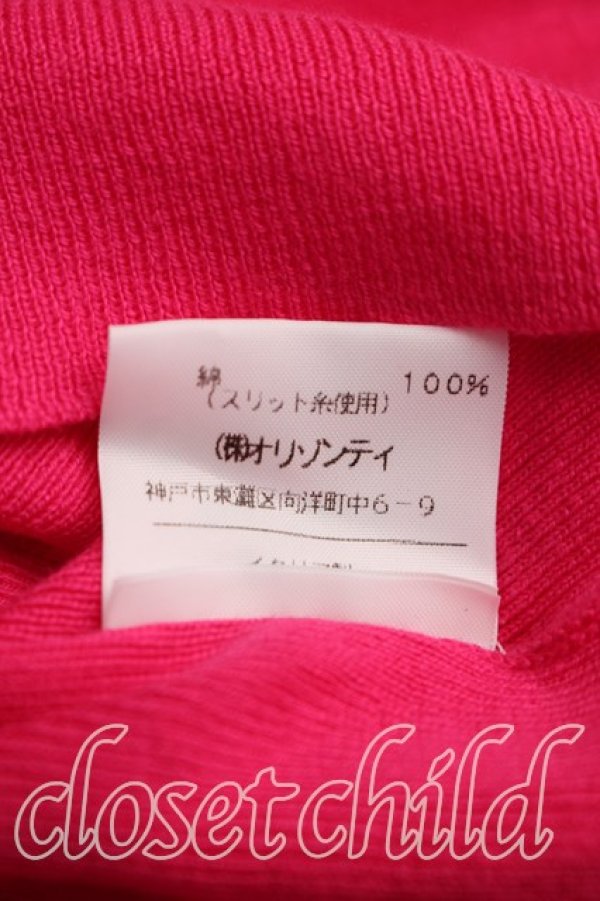 綿 100%
(スリット糸使用)
(株)オリゾンティ
神戸市東灘区向洋町中6-9
closetchild